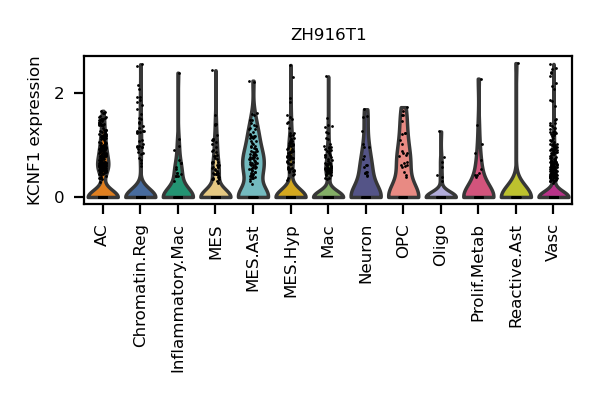 ZH916T1
KCNF1 expression
2
0
AC
Chromatin.Reg
Inflammatory.Mac
MES
MES.Ast
MES.Hyp
Mac
Neuron
OPC
Oligo
Prolif.Metab
Reactive.Ast
Vasc